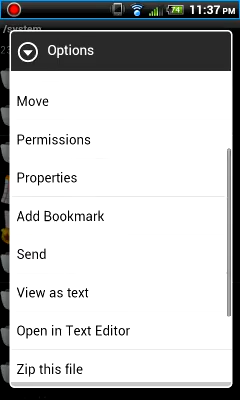 74 11:37 PM
/system
Options
Move
Permissions
Properties
Add Bookmark
Send
View as text
Open in Text Editor
Zip this file